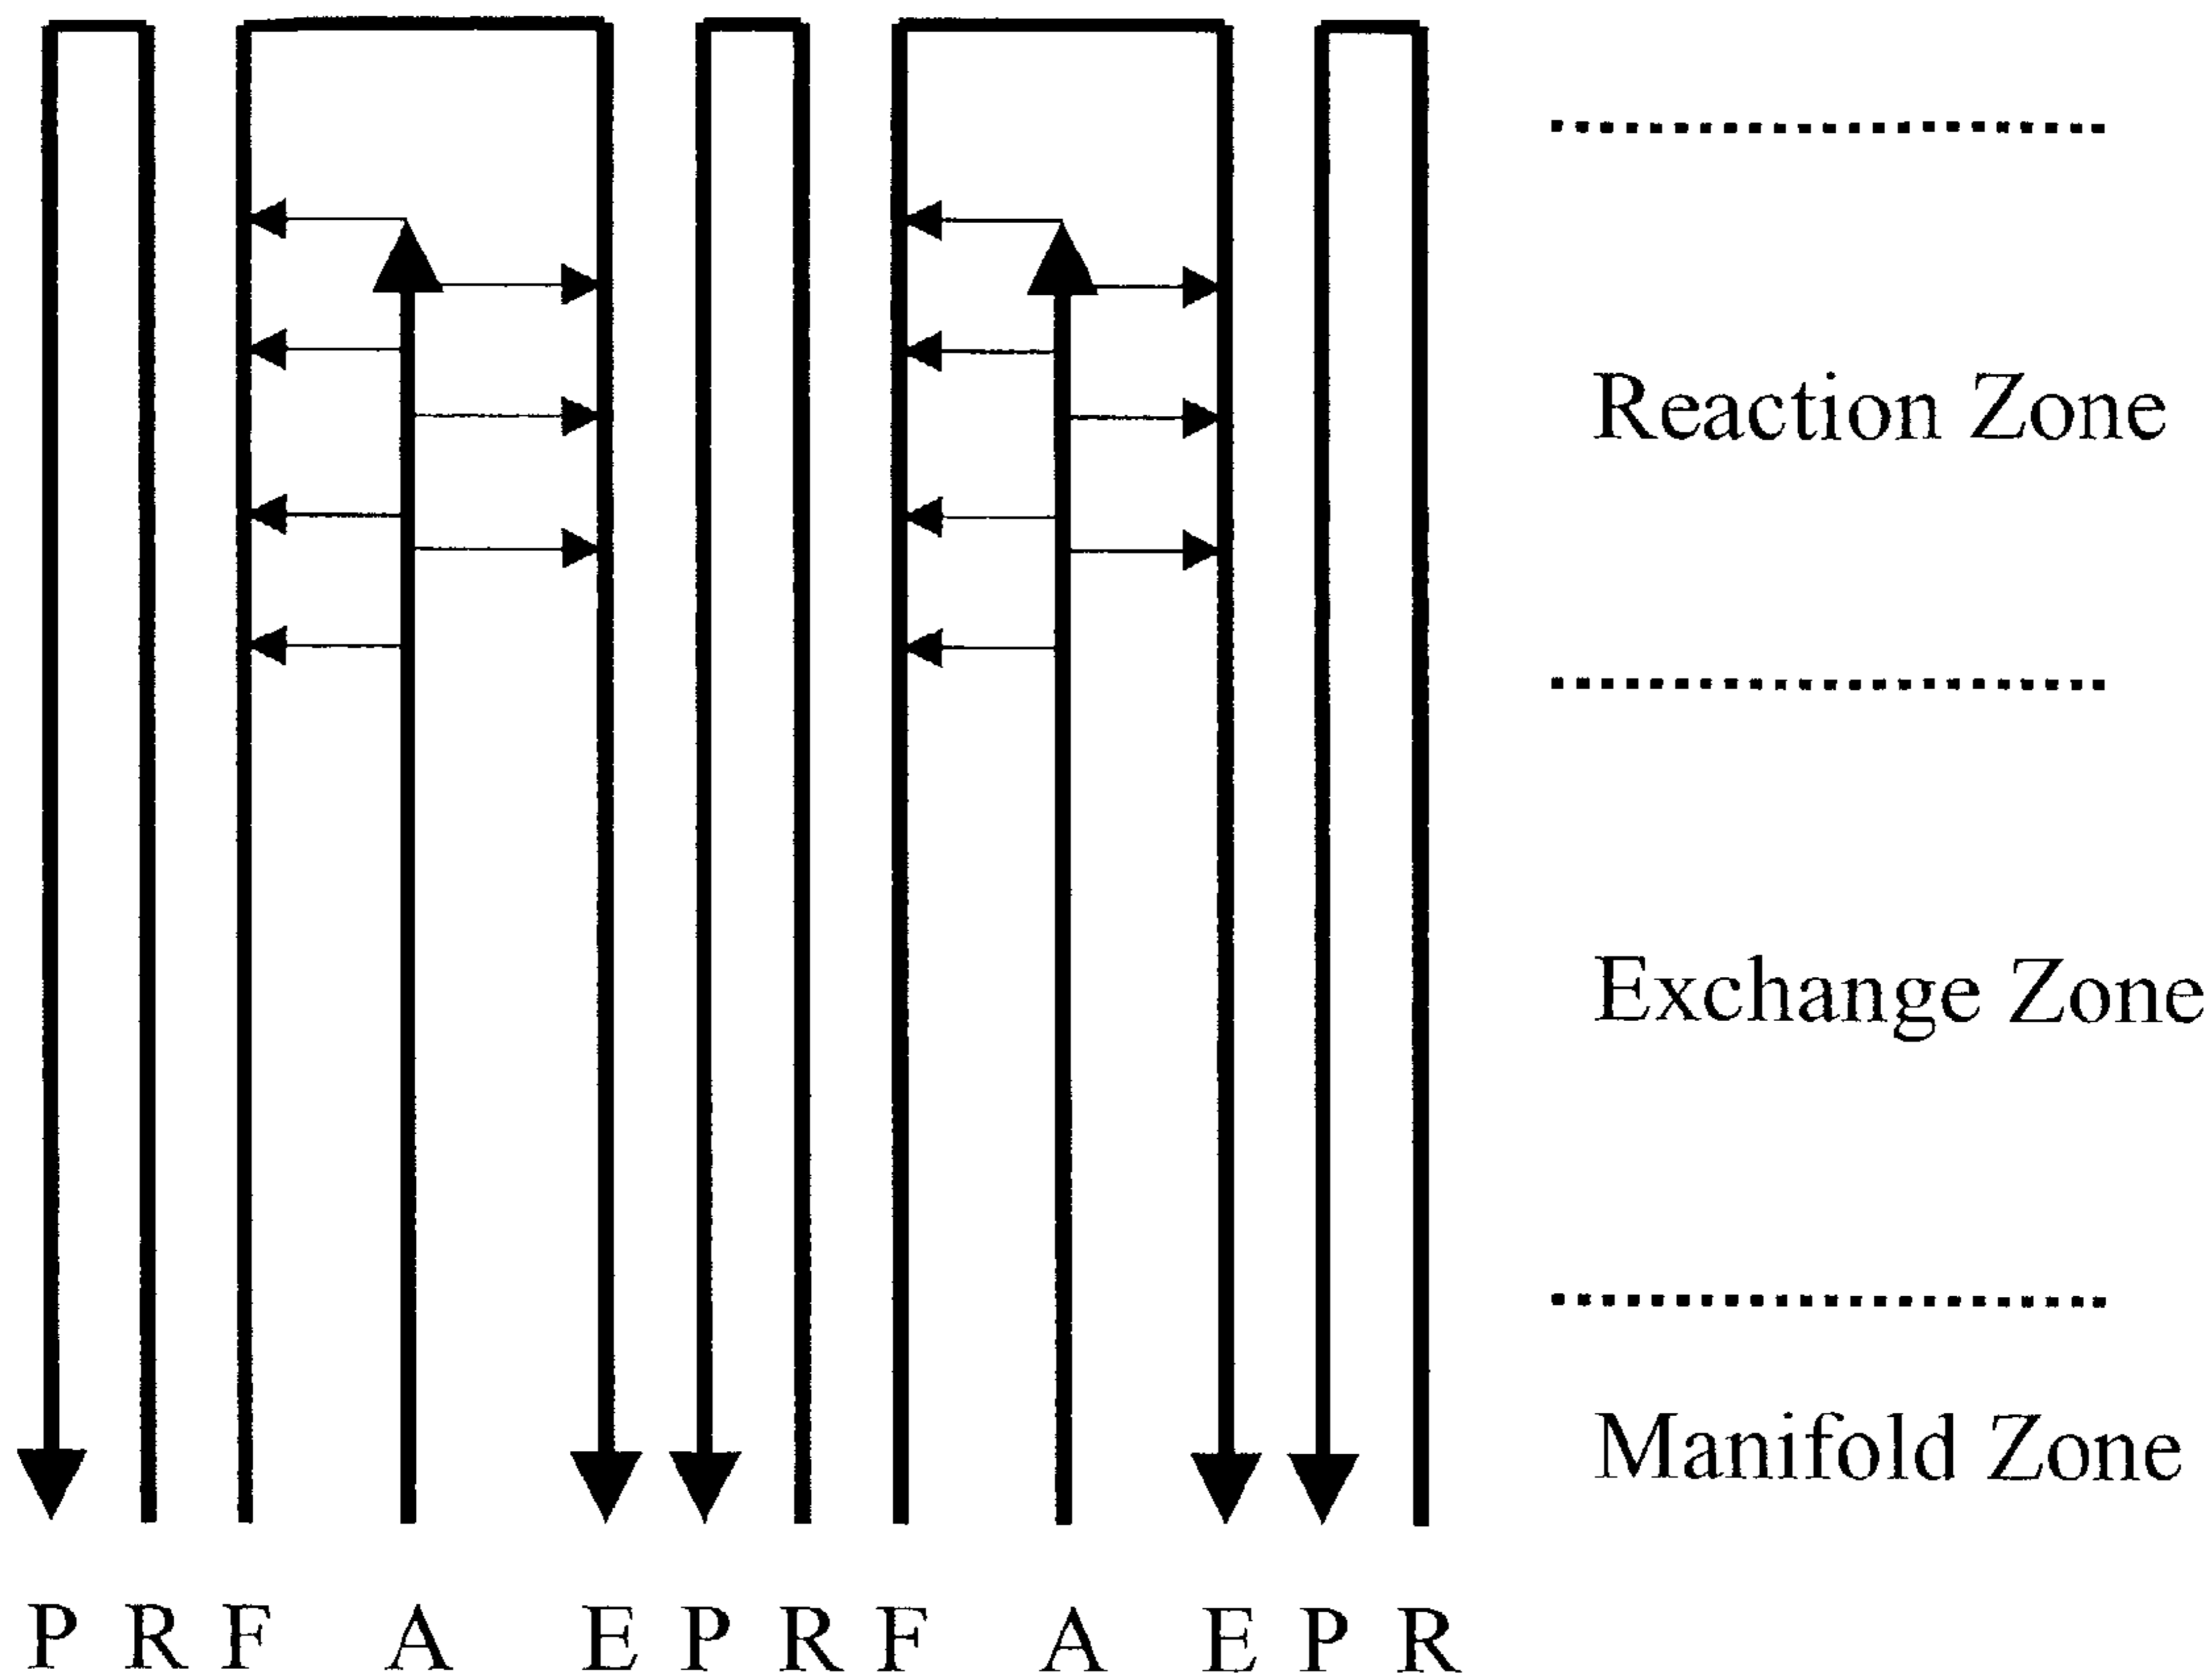 Reaction Zone
Exchange Zone
Manifold Zone
P R F A E P R F A E P R